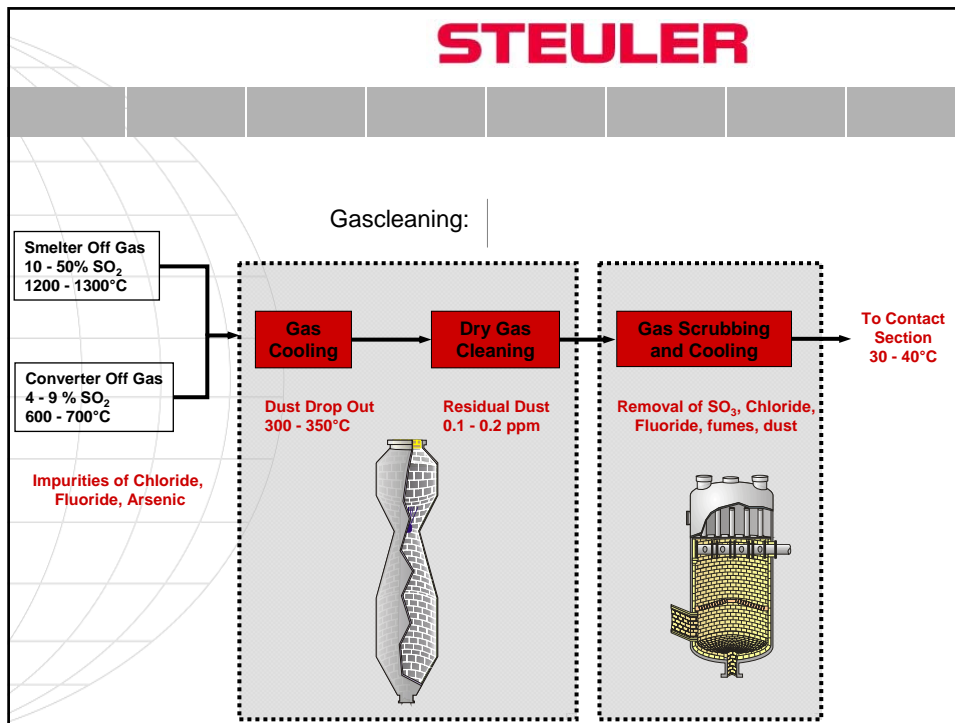 STEULER
Gascleaning:
Smelter Off Gas
10 - 50% SO₂
1200 - 1300°C
Converter Off Gas
4 - 9 % SO₂
600 - 700°C
Impurities of Chloride,
Fluoride, Arsenic
Gas
Cooling
Dust Drop Out
300 - 350°C
Dry Gas
Cleaning
Residual Dust
0.1 - 0.2 ppm
Gas Scrubbing
and Cooling
Removal of SO₃, Chloride,
Fluoride, fumes, dust
To Contact
Section
30 - 40°C